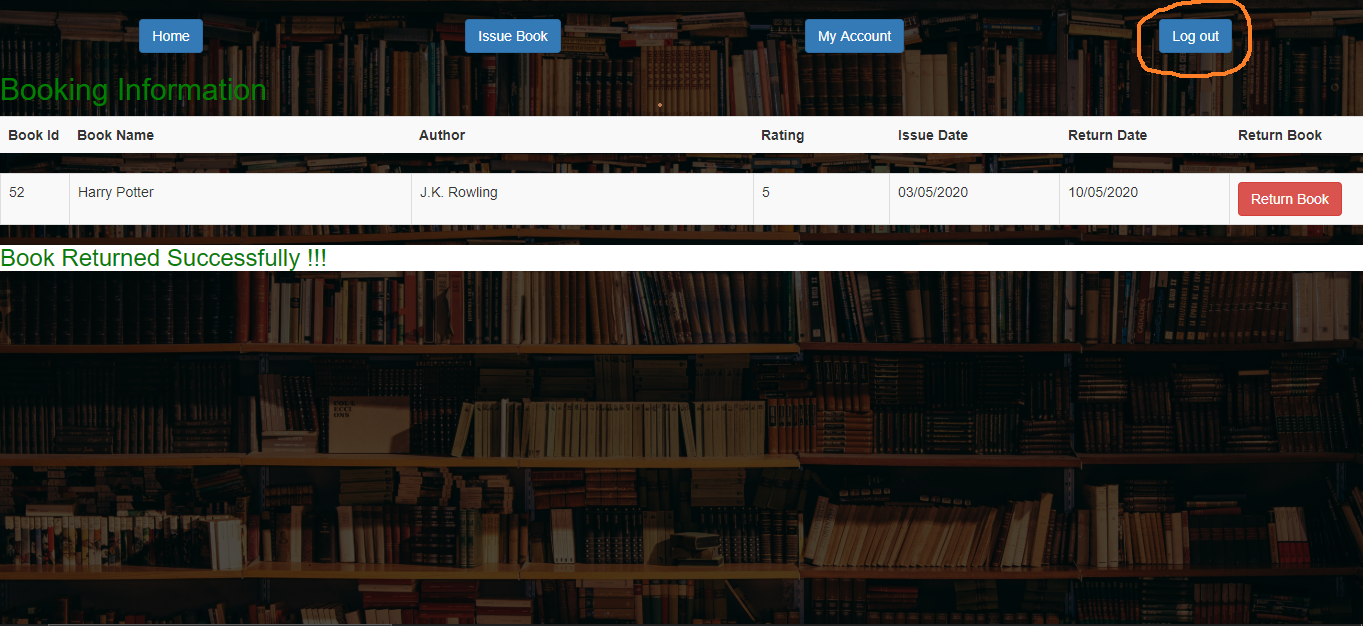 Home Issue Book My Account Log out
Booking Information
Book Id Book Name Author Rating Issue Date Return Date Return Book
52 Harry Potter J.K. Rowling 5 03/05/2020 10/05/2020 Return Book
Book Returned Successfully !!!